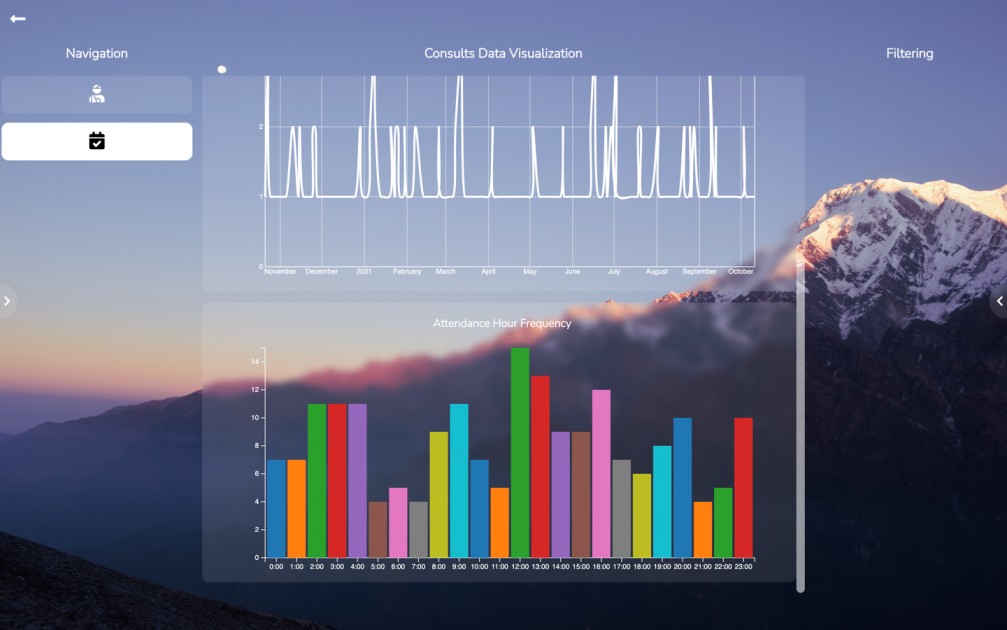 Navigation
Consults Data Visualization
Filtering
2
1
0
November December 2021 February March April May June July August September October
Attendance Hour Frequency
14
12
10
8
6
4
2
0
0:00 1:00 2:00 3:00 4:00 5:00 6:00 7:00 8:00 9:00 10:00 11:00 12:00 13:00 14:00 15:00 16:00 17:00 18:00 19:00 20:00 21:00 22:00 23:00